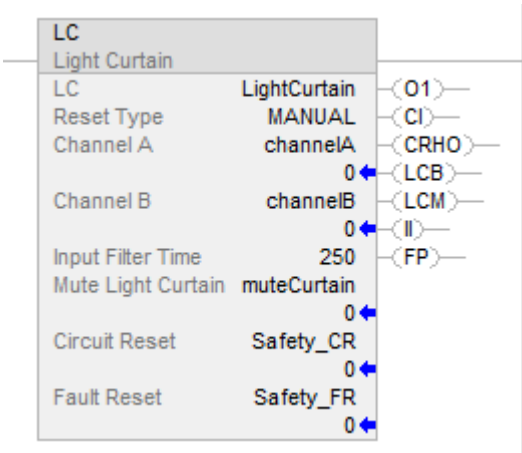 LC
Light Curtain
LC LightCurtain (O1)
Reset Type MANUAL (CI)
Channel A channelA (CRHO)
0 (LCB)
Channel B channelB (LCM)
0 (II)
Input Filter Time 250 (FP)
Mute Light Curtain muteCurtain
0
Circuit Reset Safety_CR
0
Fault Reset Safety_FR
0